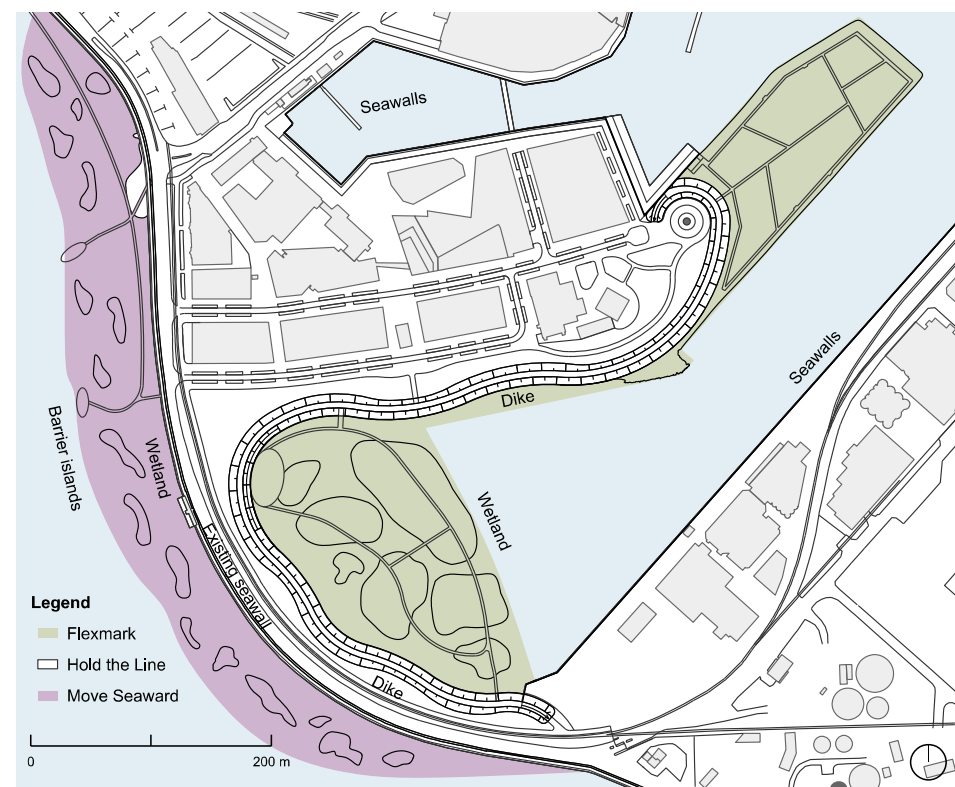 Seawalls
Seawalls
Dike
Barrier islands
Wetland
Wetland
Existing seawall
Dike
Legend
Flexmark
Hold the Line
Move Seaward
0
200 m